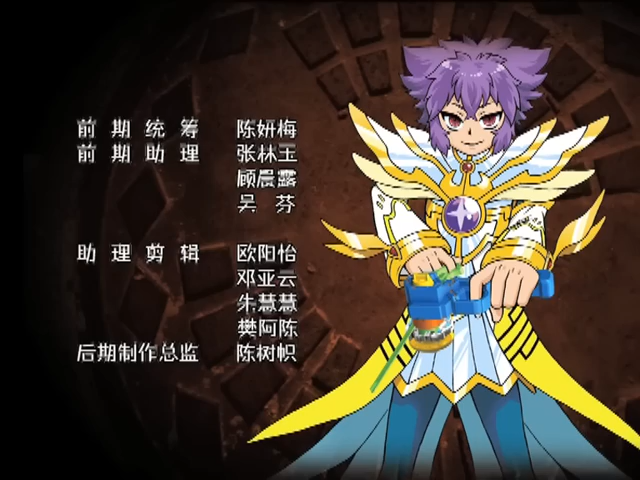 前期统筹 陈妍梅
前期助理 张林玉
顾晨露
吴芬
助理剪辑 欧阳怡
邓亚云
朱慧慧
樊阿陈
后期制作总监 陈树帜